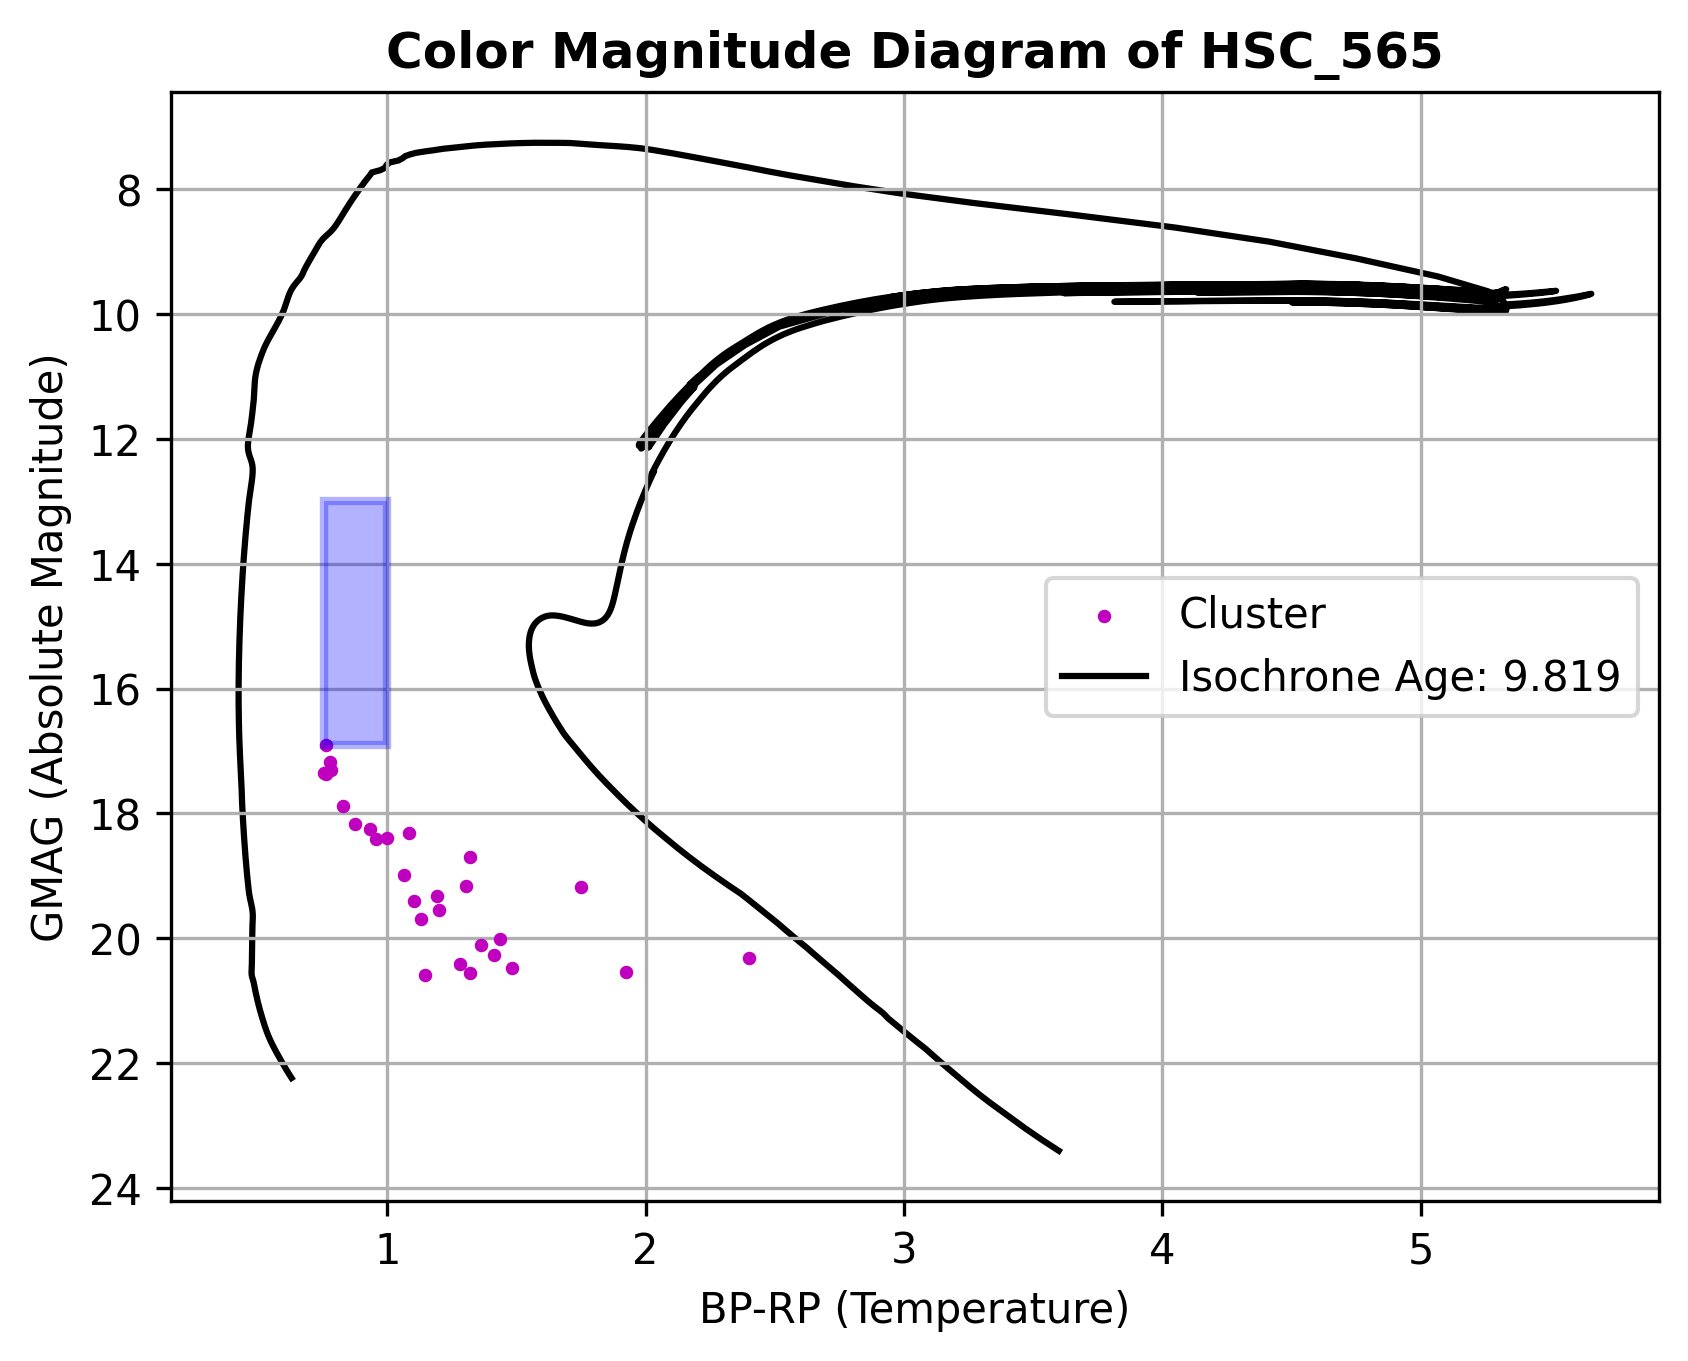 Color Magnitude Diagram of HSC_565
GMAG (Absolute Magnitude)
8
10
12
14
16
18
20
22
24
Cluster
Isochrone Age: 9.819
1 2 3 4 5
BP-RP (Temperature)